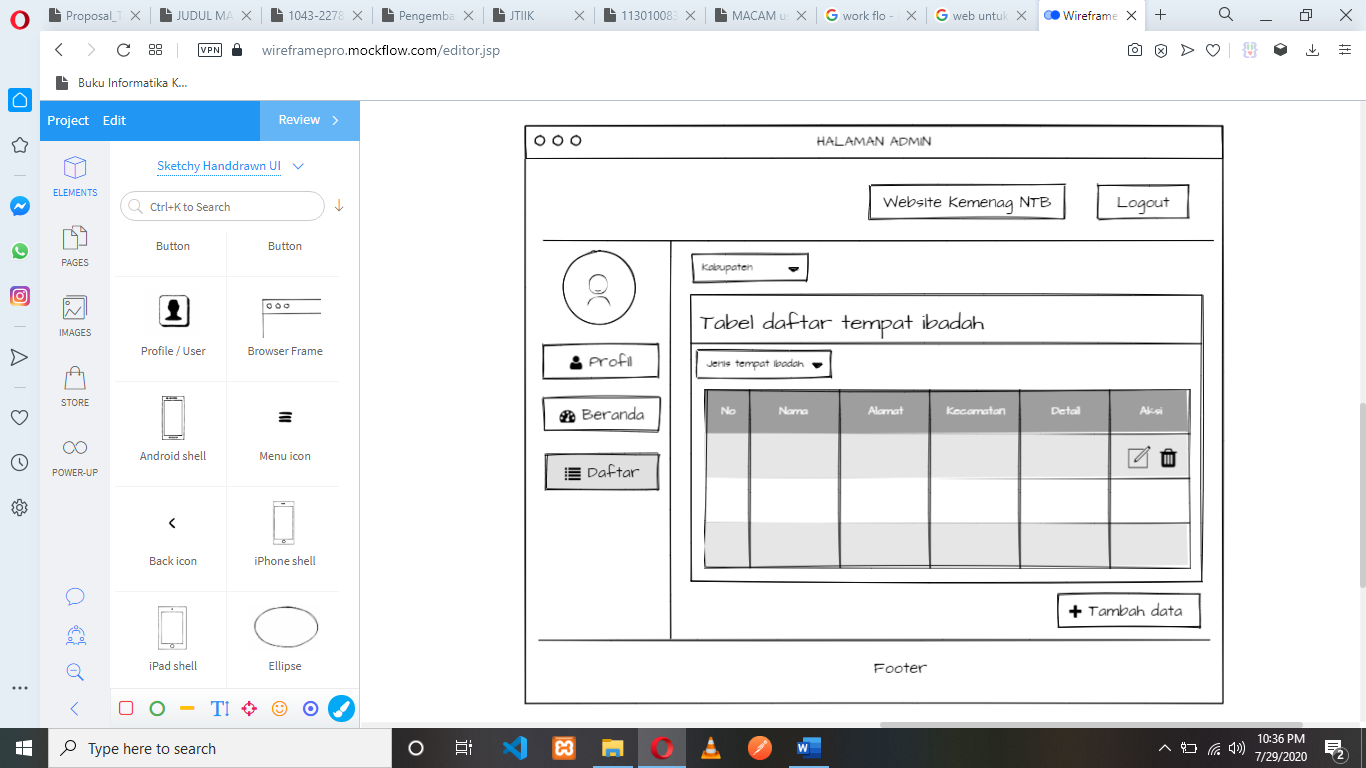 Proposal_T
JUDUL MA
1043-2278
Pengemba
JTIIK
113010083
MACAM u
work flo -
web untuk
Wireframe
VPN
wireframepro.mockflow.com/editor.jsp
Buku Informatika K...
Project Edit Review
ELEMENTS
PAGES
IMAGES
STORE
POWER-UP
Sketchy Handdrawn UI
Ctrl+K to Search
Button Button
Profile / User Browser Frame
Android shell Menu icon
Back icon iPhone shell
iPad shell Ellipse
T
HALAMAN ADMIN
Website Kemenag NTB Logout
Profil
Beranda
Daftar
Kabupaten
Tabel daftar tempat ibadah
Jenis tempat ibadah
No Nama Alamat Kecamatan Detail Aksi
Tambah data
Footer
Type here to search
10:36 PM
7/29/2020
2